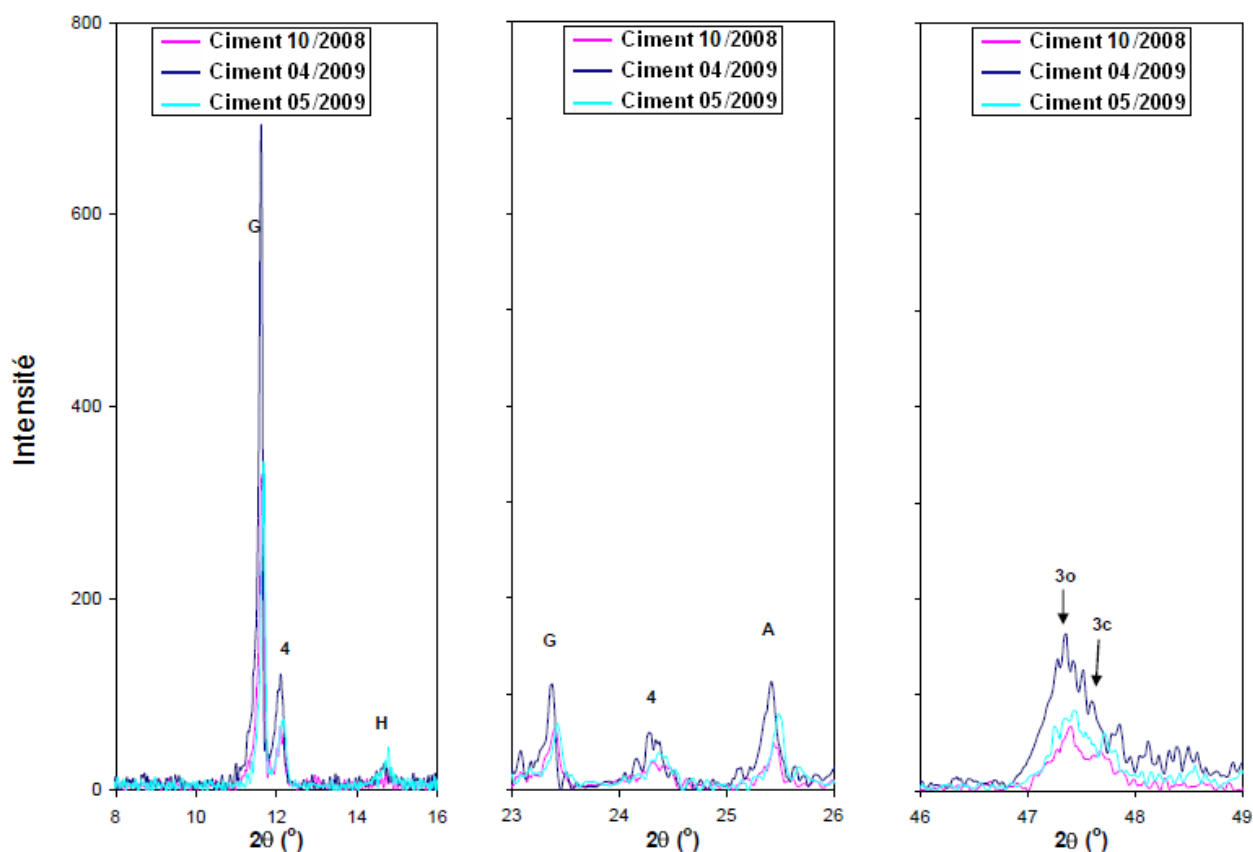 800
600
400
200
0
Intensité
Ciment 10/2008
Ciment 04/2009
Ciment 05/2009
G
4
H
8 10 12 14 16
2θ (°)
Ciment 10/2008
Ciment 04/2009
Ciment 05/2009
G
4
A
23 24 25 26
2θ (°)
Ciment 10/2008
Ciment 04/2009
Ciment 05/2009
3o
3c
46 47 48 49
2θ (°)